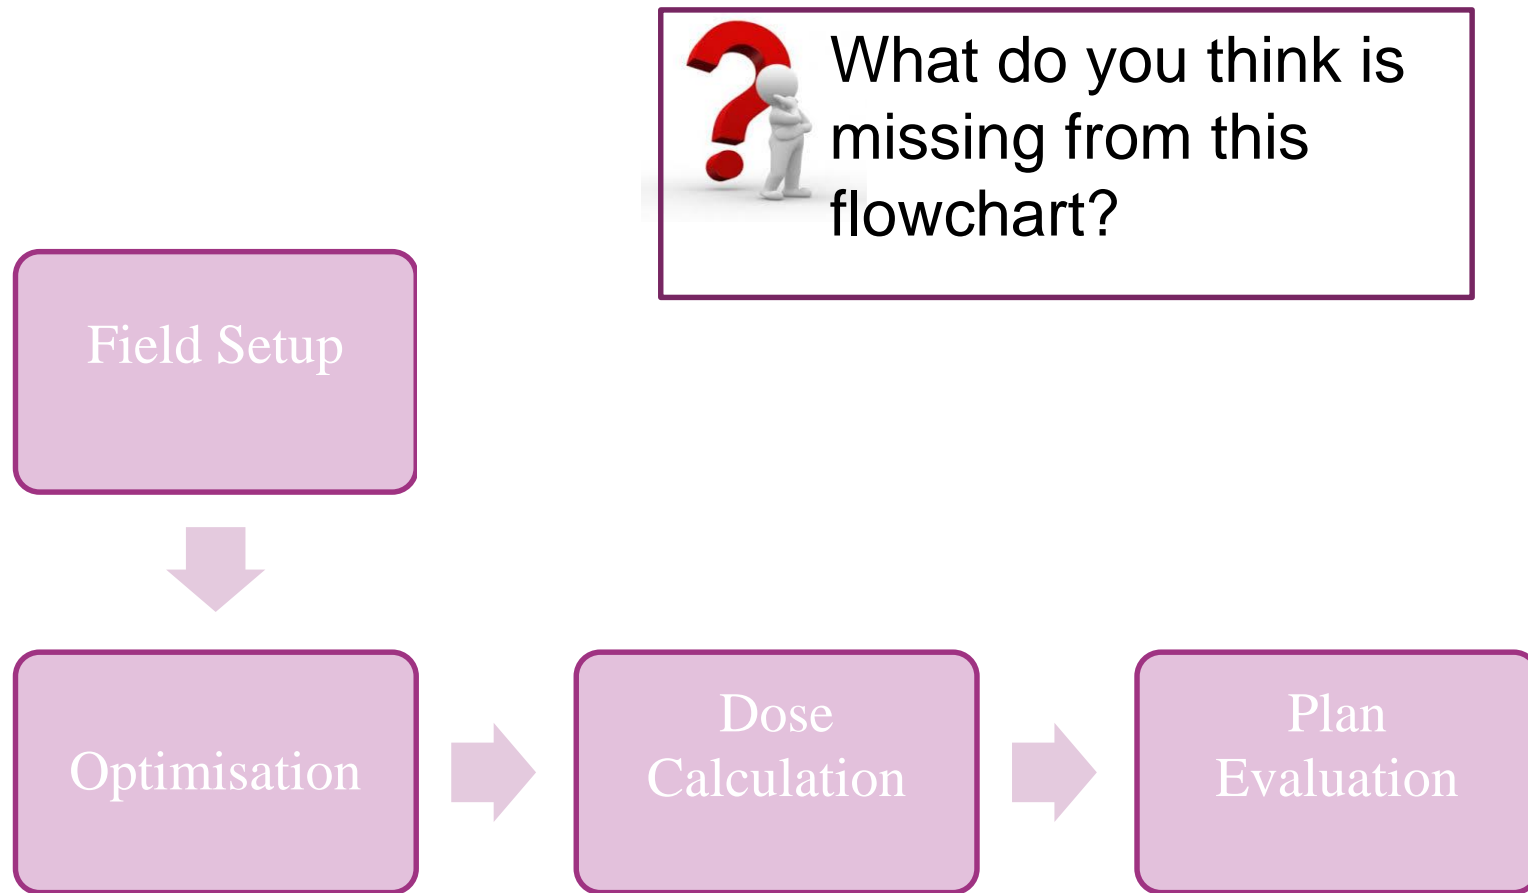 What do you think is
missing from this
flowchart?
Field Setup
Optimisation
Dose
Calculation
Plan
Evaluation